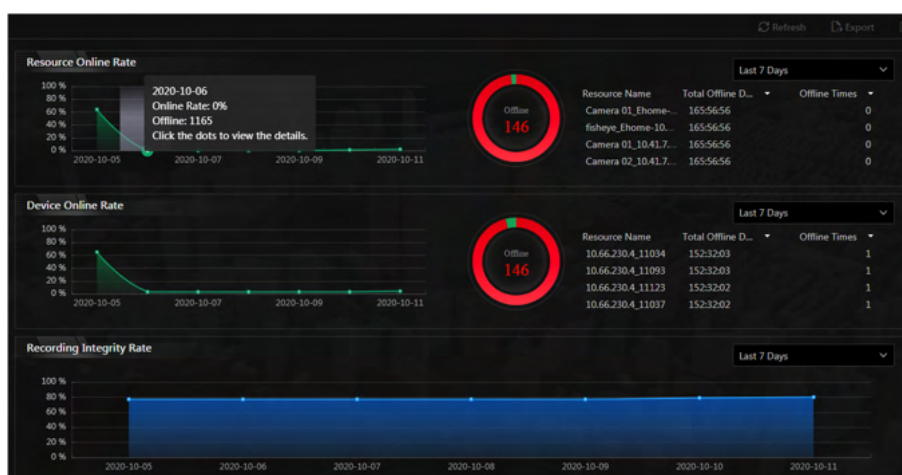 Refresh Export
Resource Online Rate
Last 7 Days
100 %
80 %
60 %
40 %
20 %
0 %
2020-10-05 2020-10-07 2020-10-09 2020-10-11
2020-10-06
Online Rate: 0%
Offline: 1165
Click the dots to view the details.
Offline
146
Resource Name Total Offline D... Offline Times
Camera 01_Ehome-... 165:56:56 0
fisheye_Ehome-10.... 165:56:56 0
Camera 01_10.41.7.... 165:56:56 0
Camera 02_10.41.7.... 165:56:56 0
Device Online Rate
Last 7 Days
100 %
80 %
60 %
40 %
20 %
0 %
2020-10-05 2020-10-07 2020-10-09 2020-10-11
Offline
146
Resource Name Total Offline D... Offline Times
10.66.230.4_11034 152:32:03 1
10.66.230.4_11093 152:32:03 1
10.66.230.4_11123 152:32:02 1
10.66.230.4_11037 152:32:02 1
Recording Integrity Rate
Last 7 Days
100 %
80 %
60 %
40 %
20 %
0 %
2020-10-05 2020-10-06 2020-10-07 2020-10-08 2020-10-09 2020-10-10 2020-10-11